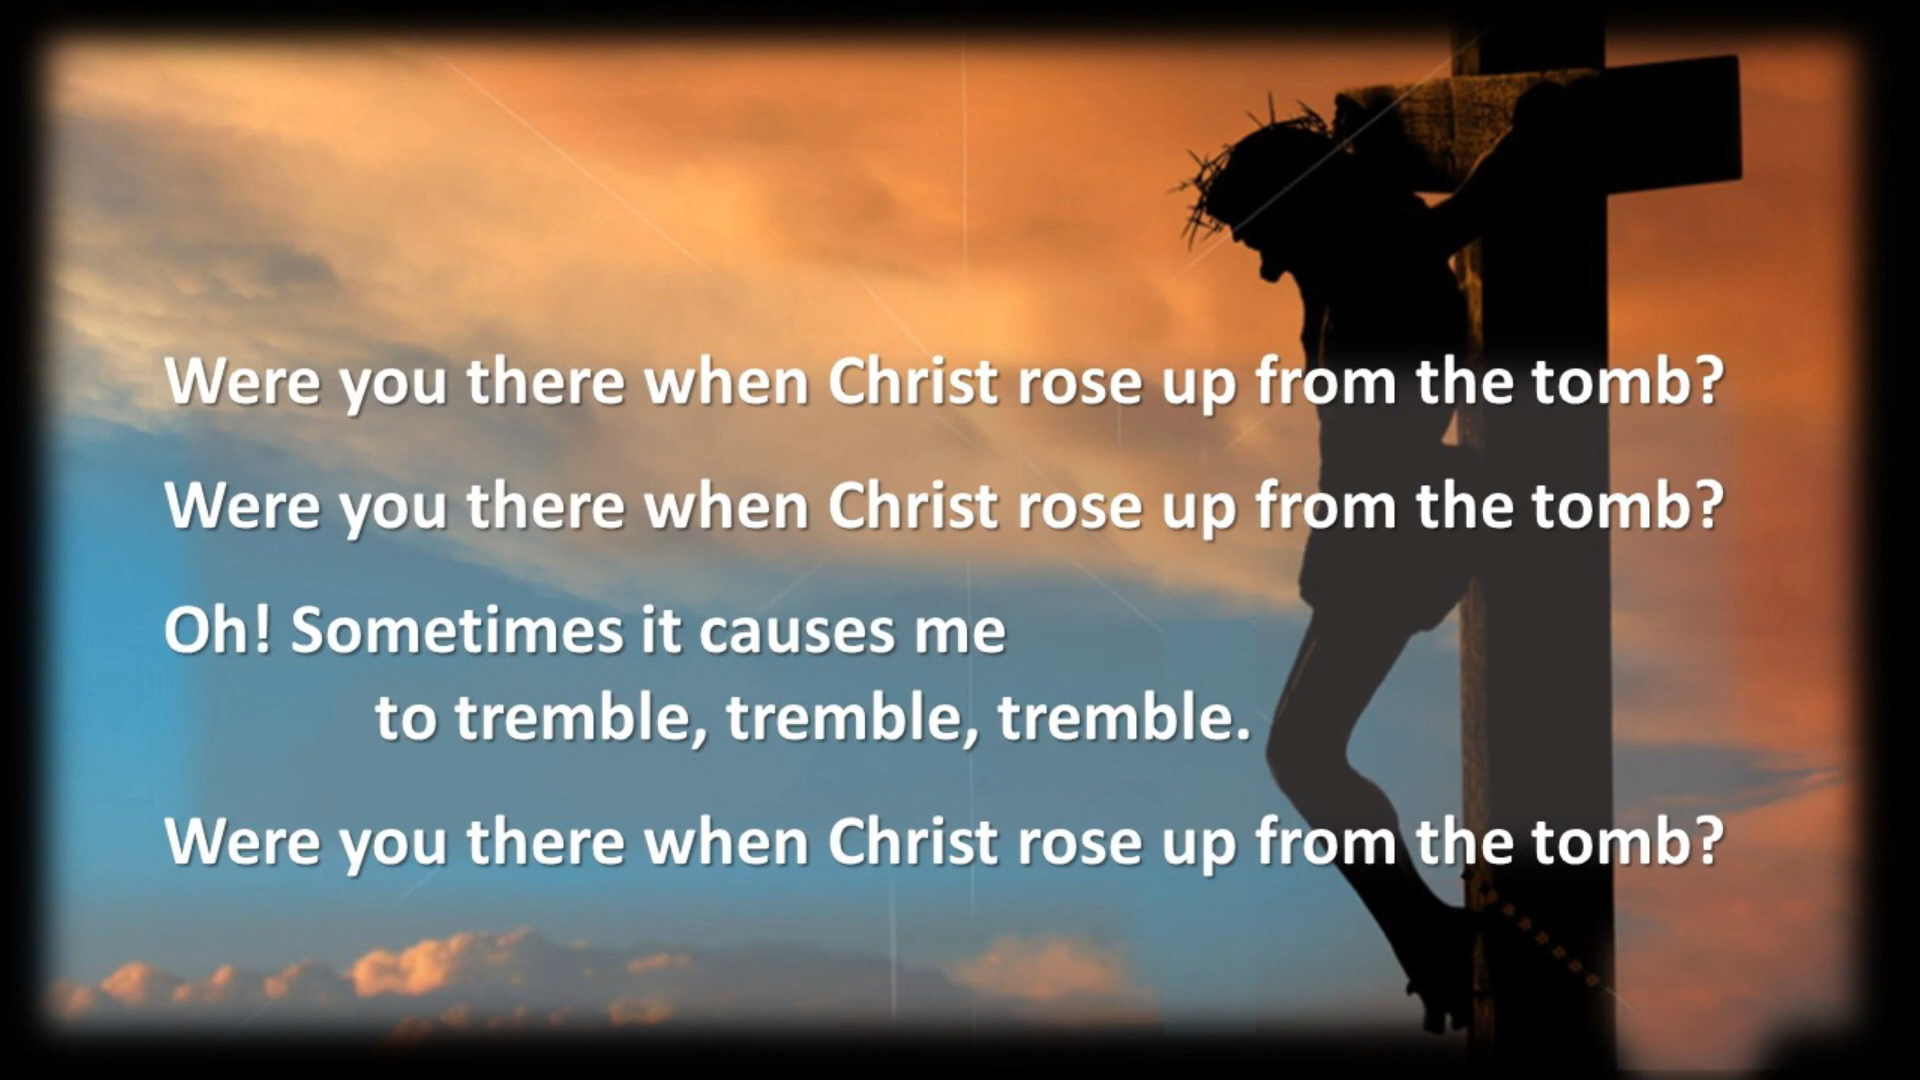 Were you there when Christ rose up from the tomb?
Were you there when Christ rose up from the tomb?
Oh! Sometimes it causes me
to tremble, tremble, tremble.
Were you there when Christ rose up from the tomb?